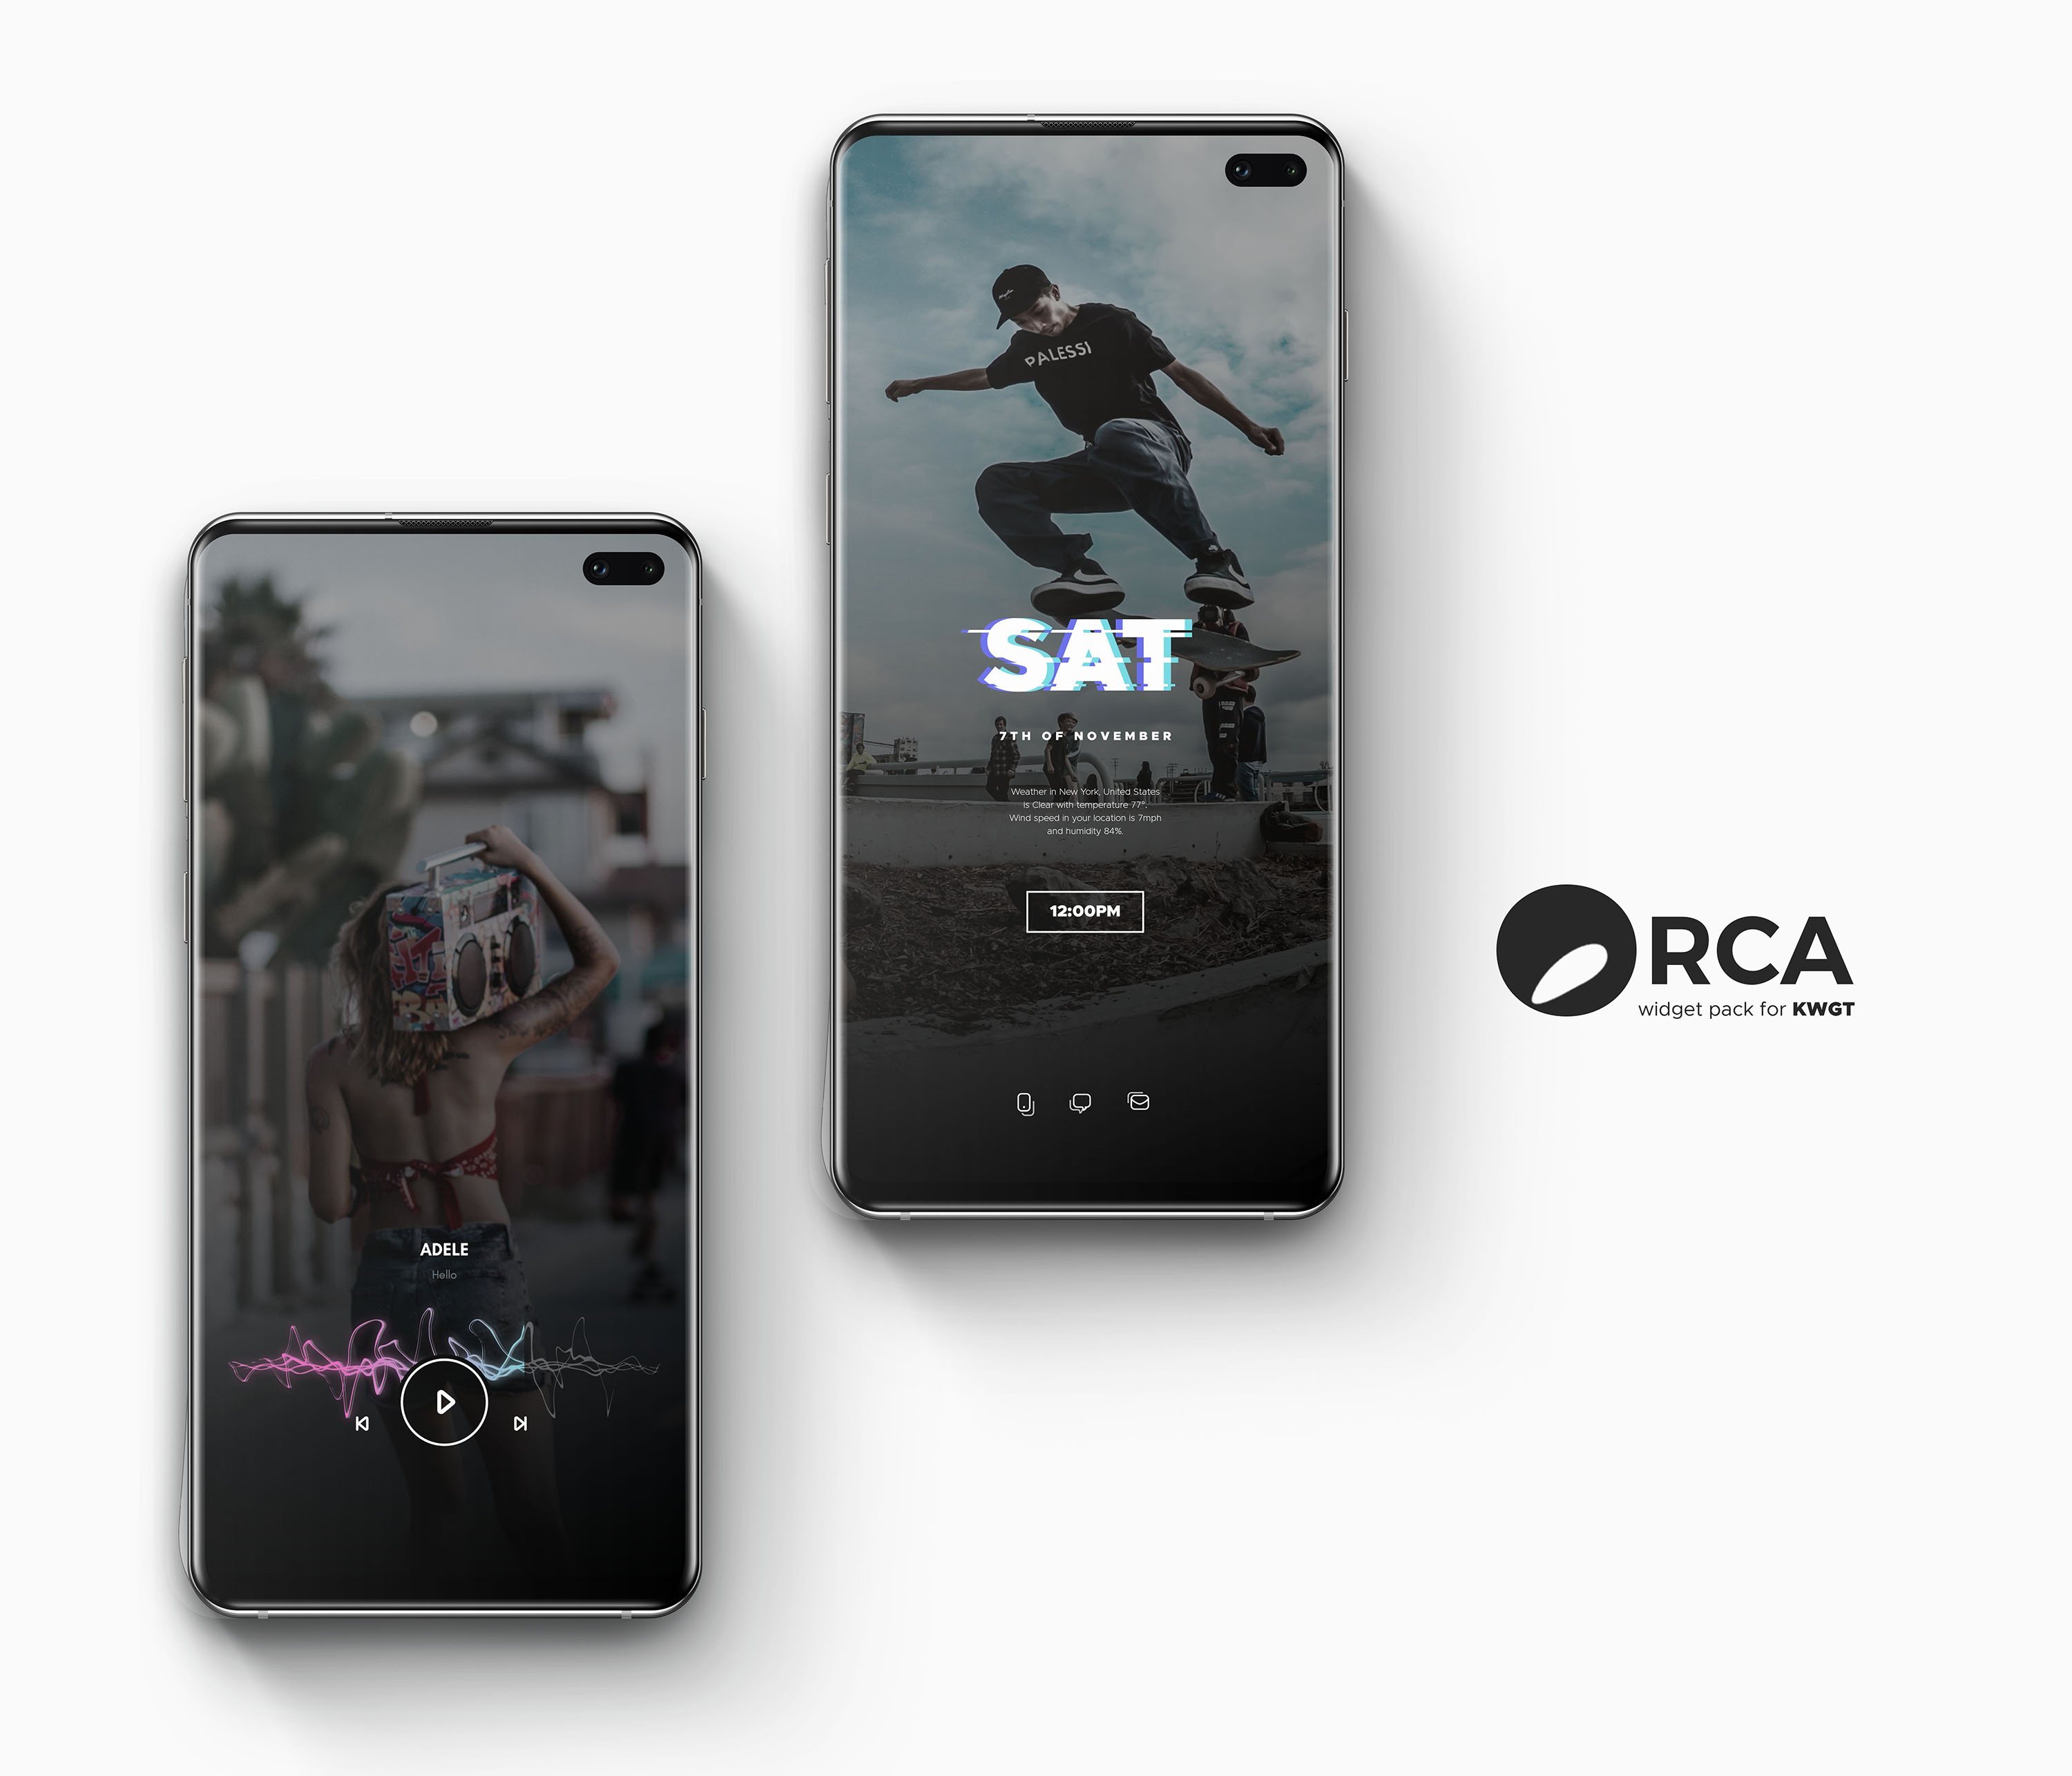 PALESSI
SAT
7TH OF NOVEMBER
Weather in New York, United States
is Clear with temperature 77°.
Wind speed in your location is 7mph
and humidity 84%.
12:00PM
ADELE
Hello
ORCA
widget pack for KWGT